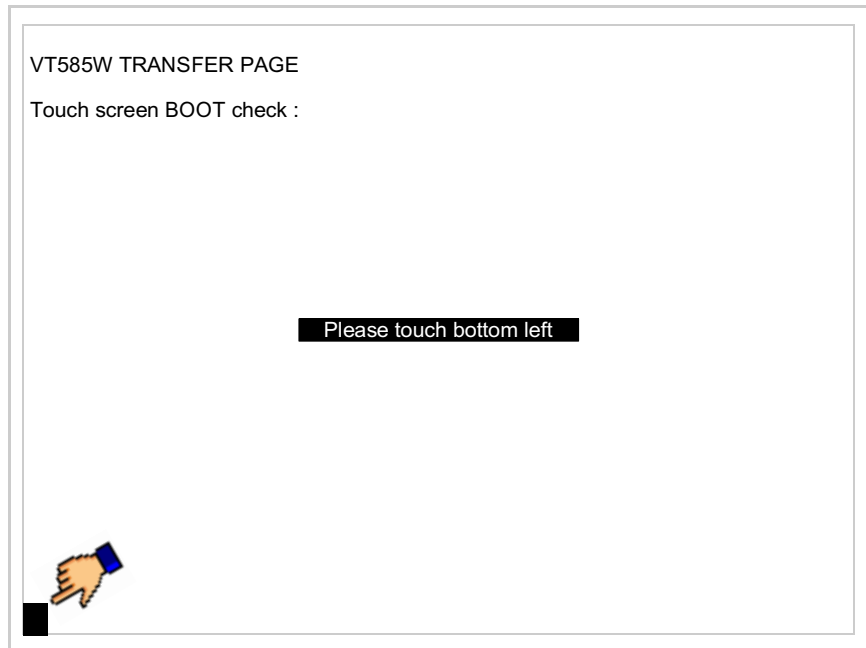 VT585W TRANSFER PAGE
Touch screen BOOT check :
Please touch bottom left